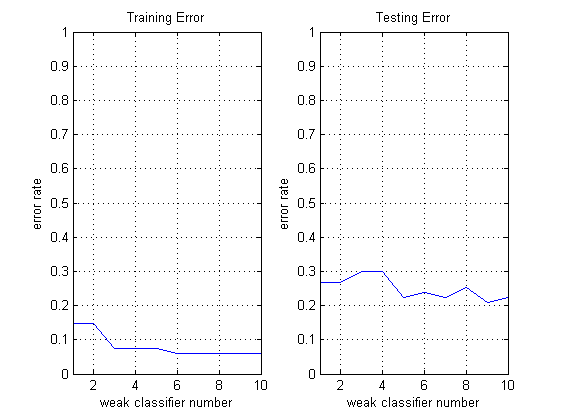 Training Error
1
0.9
0.8
0.7
0.6
0.5
0.4
0.3
0.2
0.1
0
error rate
2 4 6 8 10
weak classifier number
Testing Error
1
0.9
0.8
0.7
0.6
0.5
0.4
0.3
0.2
0.1
0
error rate
2 4 6 8 10
weak classifier number